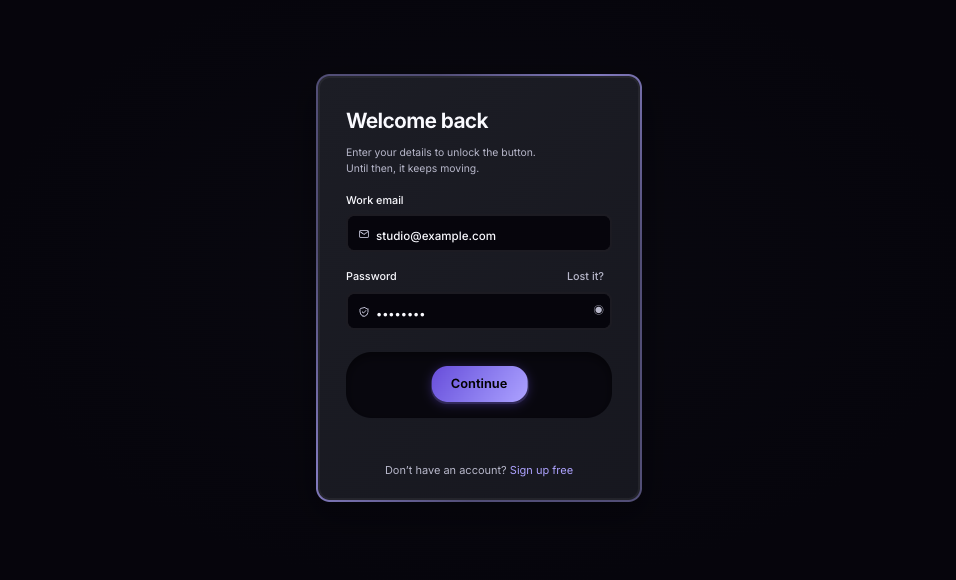 Welcome back
Enter your details to unlock the button.
Until then, it keeps moving.
Work email
studio@example.com
Password Lost it?
••••••••
Continue
Don't have an account? Sign up free